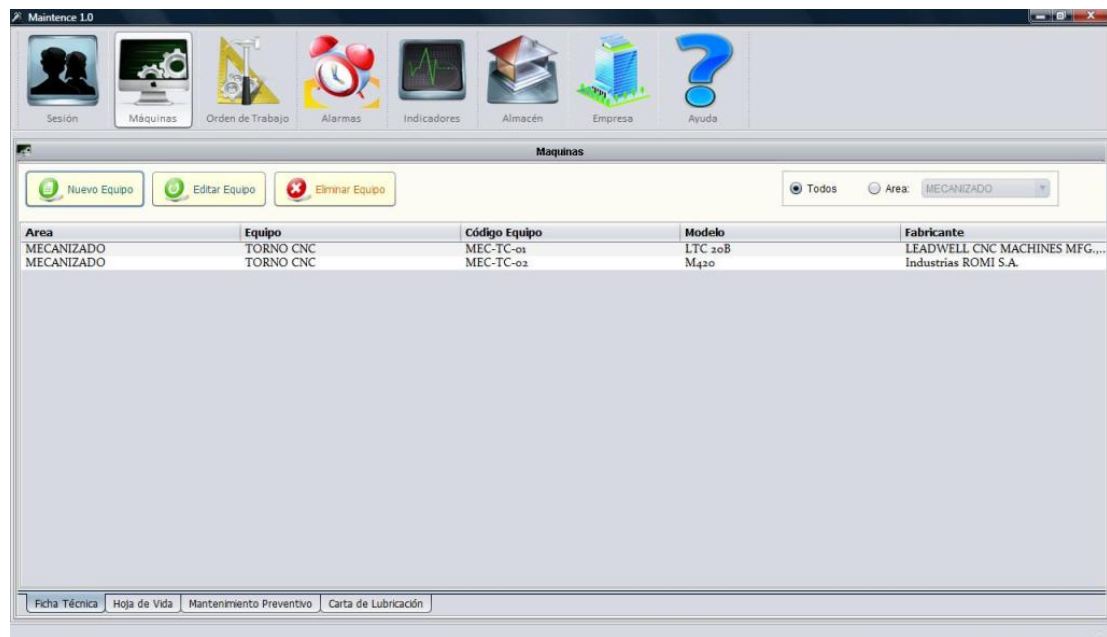 Maintence 1.0
Sesión Máquinas Orden de Trabajo Alarmas Indicadores Almacén Empresa Ayuda
Maquinas
Nuevo Equipo Editar Equipo Eliminar Equipo Todos Area: MECANIZADO
Area Equipo Código Equipo Modelo Fabricante
MECANIZADO TORNO CNC MEC-TC-01 LTC 20B LEADWELL CNC MACHINES MFG.,...
MECANIZADO TORNO CNC MEC-TC-02 M420 Industrias ROMI S.A.
Ficha Técnica Hoja de Vida Mantenimiento Preventivo Carta de Lubricación